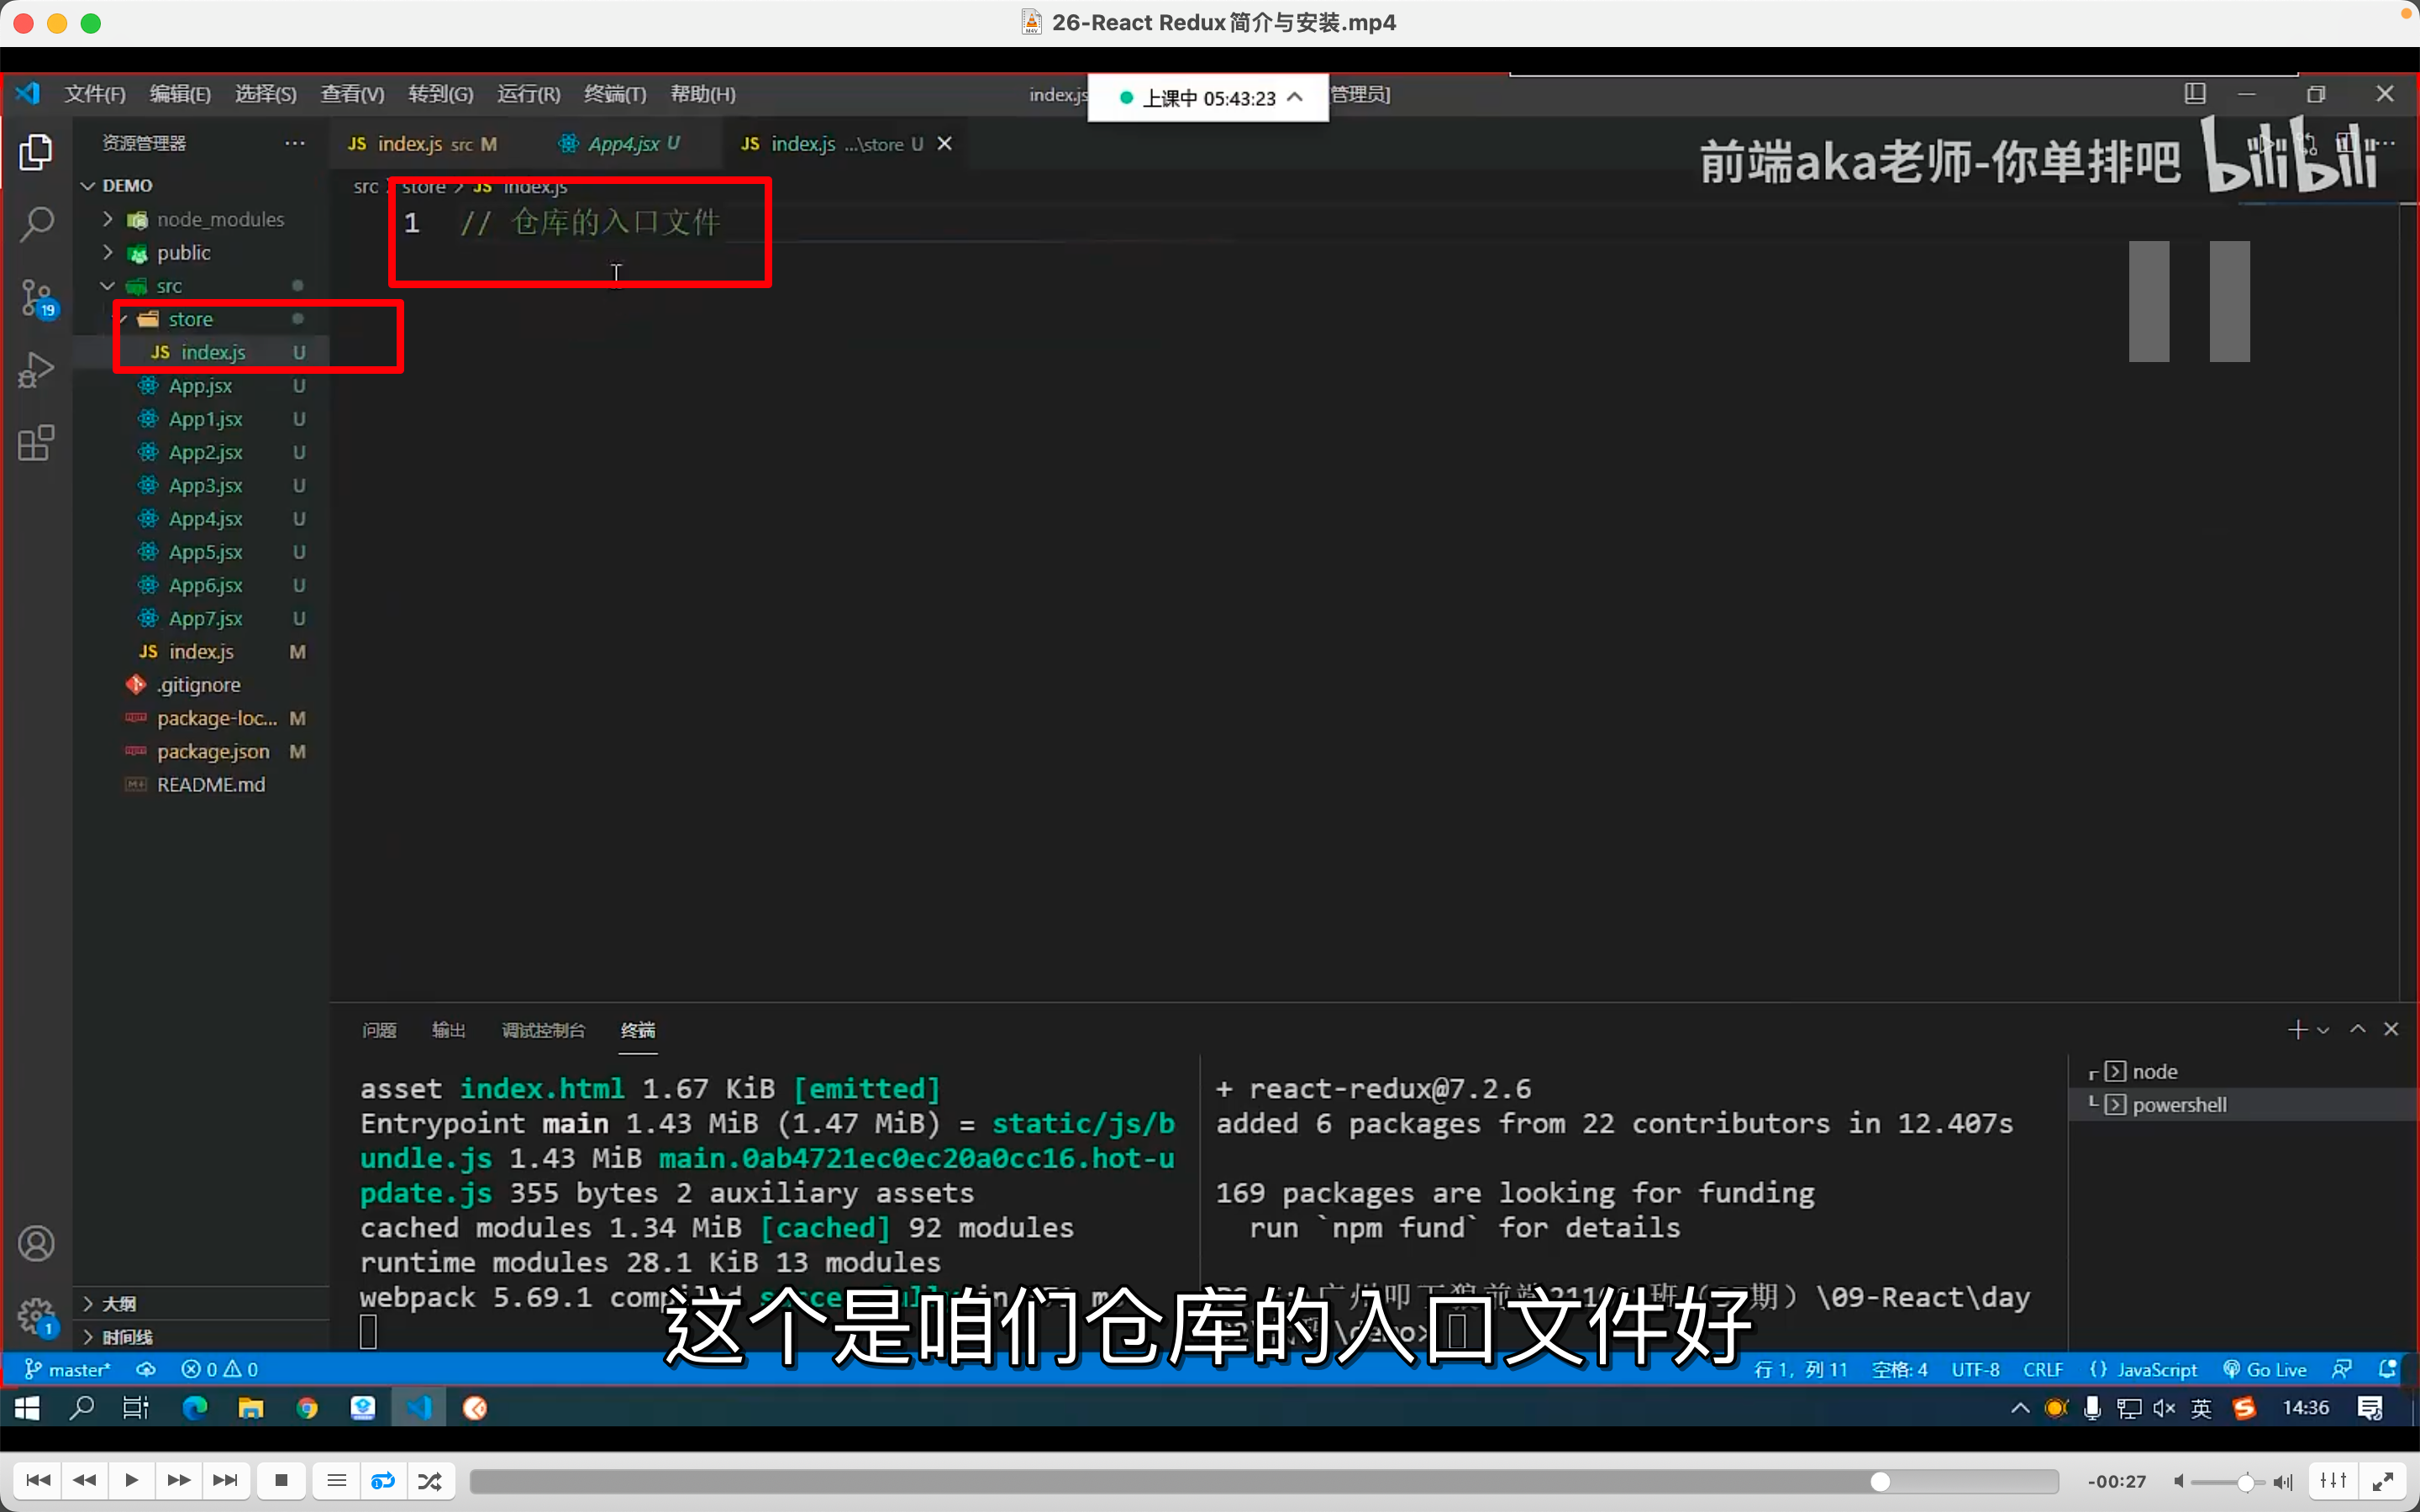 26-React Redux简介与安装.mp4
文件(F) 编辑(E) 选择(S) 查看(V) 转到(G) 运行(R) 终端(T) 帮助(H)
index.js
上课中 05:43:23
管理员]
资源管理器
JS index.js src M
App4.jsx U
JS index.js ...\store U
前端aka老师-你单排吧
bilibili
DEMO
src
store > JS index.js
node_modules
1 // 仓库的入口文件
public
src
19
store
JS index.js U
App.jsx U
App1.jsx U
App2.jsx U
App3.jsx U
App4.jsx U
App5.jsx U
App6.jsx U
App7.jsx U
JS index.js M
.gitignore
package-loc... M
package.json M
README.md
问题 输出 调试控制台 终端
asset index.html 1.67 KiB [emitted]
Entrypoint main 1.43 MiB (1.47 MiB) = static/js/b
undle.js 1.43 MiB main.0ab4721ec0ec20a0cc16.hot-u
pdate.js 355 bytes 2 auxiliary assets
cached modules 1.34 MiB [cached] 92 modules
runtime modules 28.1 KiB 13 modules
webpack 5.69.1
+ react-redux@7.2.6
added 6 packages from 22 contributors in 12.407s
169 packages are looking for funding
run `npm fund` for details
期）\09-React\day
\demo>
node
powershell
大纲
时间线
1
这个是咱们仓库的入口文件好
master* 0 0
行 1，列 11 空格: 4 UTF-8 CRLF {} JavaScript Go Live
英 14:36
-00:27